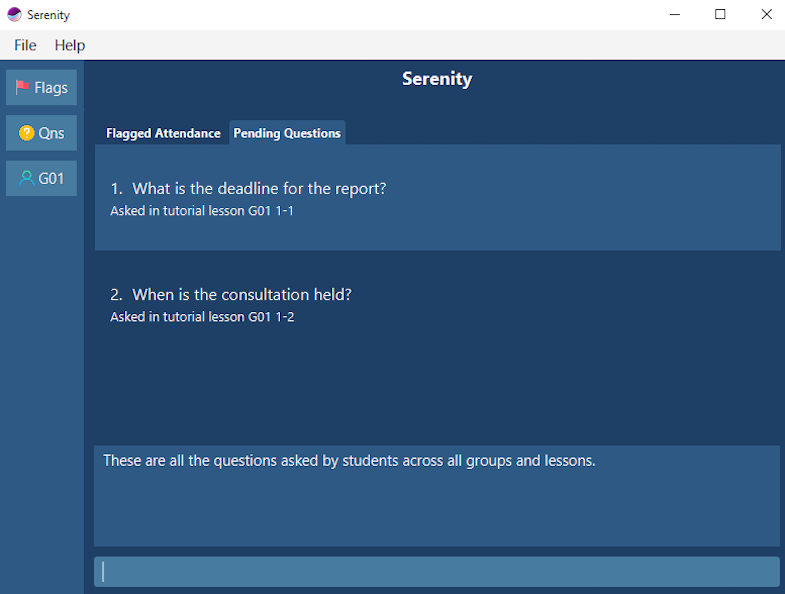 Serenity
File Help
Serenity
Flags
Qns
G01
Flagged Attendance Pending Questions
1. What is the deadline for the report?
Asked in tutorial lesson G01 1-1
2. When is the consultation held?
Asked in tutorial lesson G01 1-2
These are all the questions asked by students across all groups and lessons.